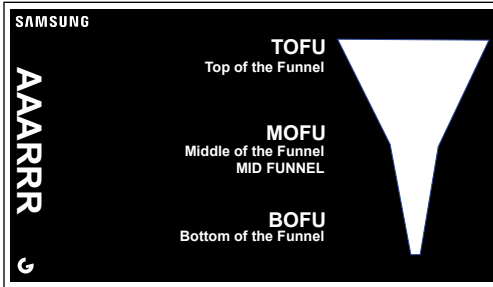 SAMSUNG
AAARRR
TOFU
Top of the Funnel
MOFU
Middle of the Funnel
MID FUNNEL
BOFU
Bottom of the Funnel